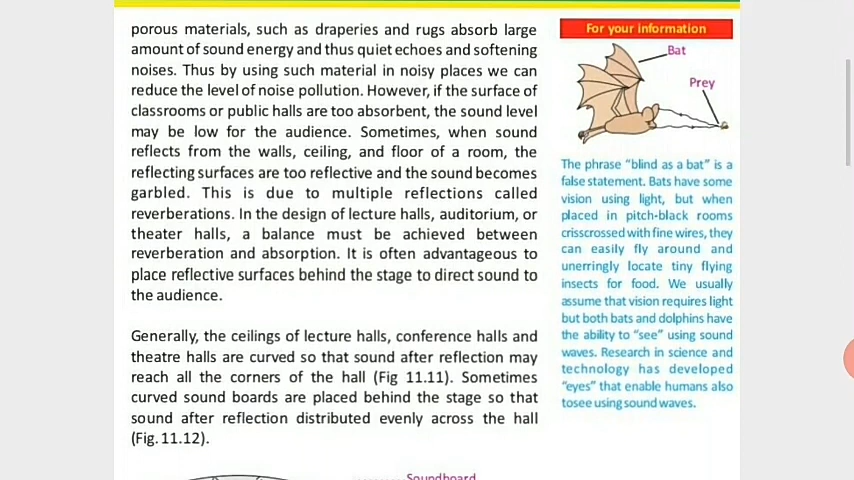 porous materials, such as draperies and rugs absorb large
amount of sound energy and thus quiet echoes and softening
noises. Thus by using such material in noisy places we can
reduce the level of noise pollution. However, if the surface of
classrooms or public halls are too absorbent, the sound level
may be low for the audience. Sometimes, when sound
reflects from the walls, ceiling, and floor of a room, the
reflecting surfaces are too reflective and the sound becomes
garbled. This is due to multiple reflections called
reverberations. In the design of lecture halls, auditorium, or
theater halls, a balance must be achieved between
reverberation and absorption. It is often advantageous to
place reflective surfaces behind the stage to direct sound to
the audience.
Generally, the ceilings of lecture halls, conference halls and
theatre halls are curved so that sound after reflection may
reach all the corners of the hall (Fig 11.11). Sometimes
curved sound boards are placed behind the stage so that
sound after reflection distributed evenly across the hall
(Fig. 11.12).
Soundboard
For your information
Bat
Prey
The phrase "blind as a bat" is a
false statement. Bats have some
vision using light, but when
placed in pitch-black rooms
crisscrossed with fine wires, they
can easily fly around and
unerringly locate tiny flying
insects for food. We usually
assume that vision requires light
but both bats and dolphins have
the ability to "see" using sound
waves. Research in science and
technology has developed
"eyes" that enable humans also
tosee using sound waves.